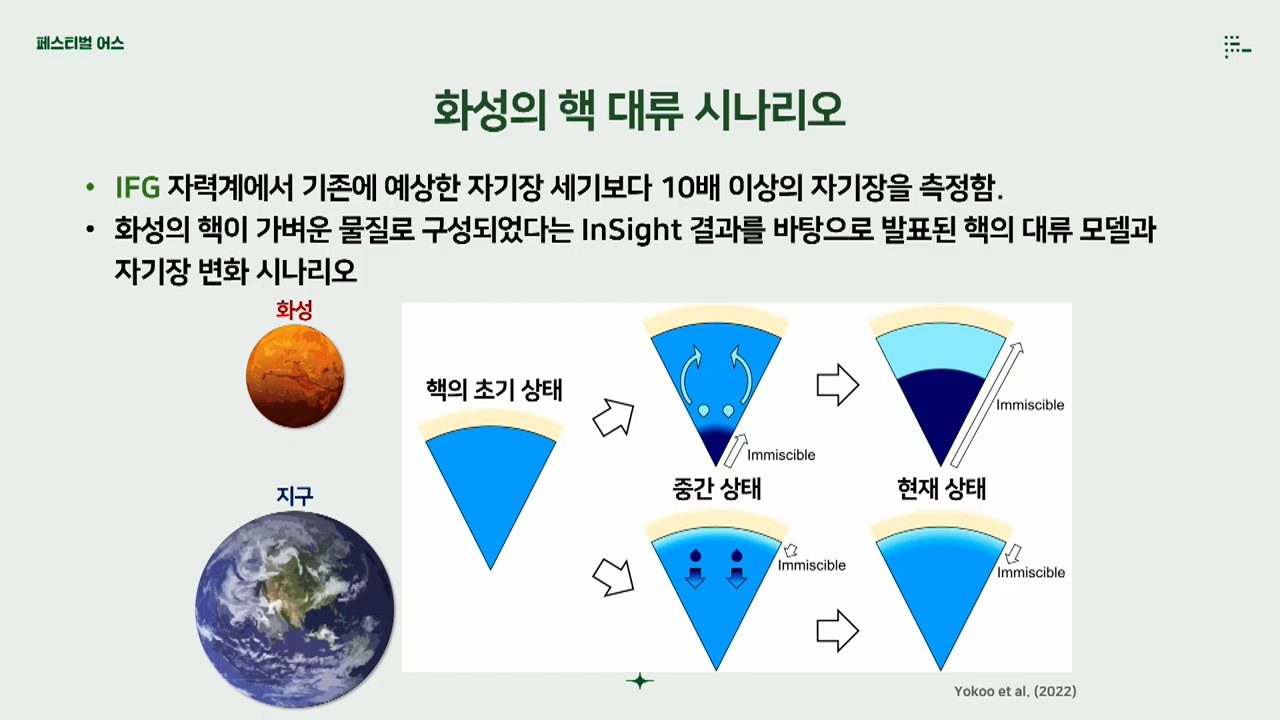 페스티벌 어스
화성의 핵 대류 시나리오
• IFG 자력계에서 기존에 예상한 자기장 세기보다 10배 이상의 자기장을 측정함.
• 화성의 핵이 가벼운 물질로 구성되었다는 InSight 결과를 바탕으로 발표된 핵의 대류 모델과
자기장 변화 시나리오
화성
핵의 초기 상태
Immiscible
Immiscible
중간 상태
현재 상태
지구
Immiscible
Immiscible
Yokoo et al. (2022)